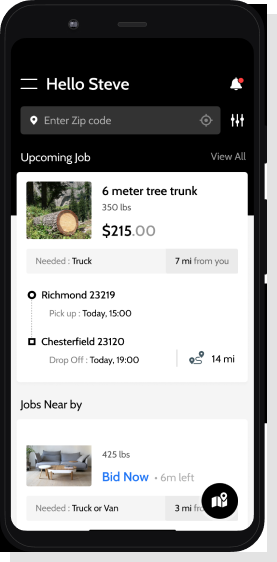 Hello Steve
Enter Zip code
Upcoming Job View All
6 meter tree trunk
350 lbs
$215.00
Needed : Truck 7 mi from you
Richmond 23219
Pick up : Today, 15:00
Chesterfield 23120
Drop Off : Today, 19:00 14 mi
Jobs Near by
425 lbs
Bid Now • 6m left
Needed : Truck or Van 3 mi